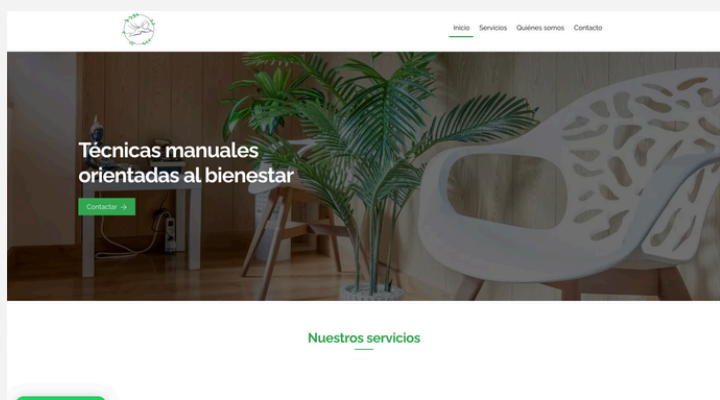 Inicio Servicios Quiénes somos Contacto
Técnicas manuales
orientadas al bienestar
Contactar →
Nuestros servicios